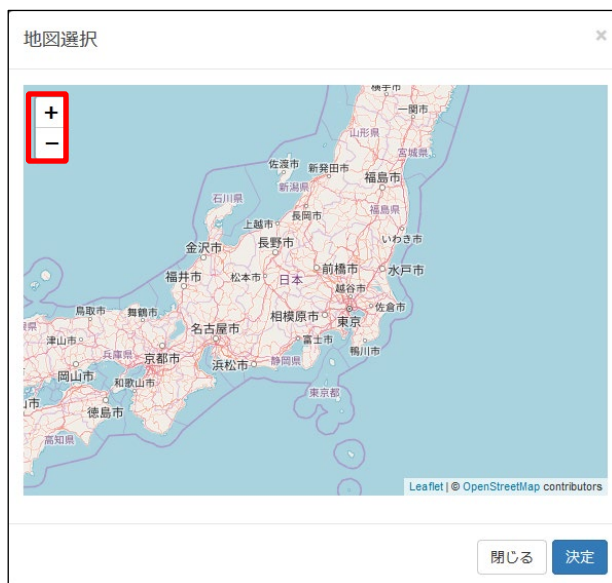 地図選択
×
+
−
横手市
一関市
山形県
宮城県
佐渡市
新発田市
福島市
新潟県
石川県
長岡市
福島県
上越市
いわき市
金沢市
長野市
前橋市
水戸市
福井市
松本市
日本
越谷市
佐倉市
鳥取市
舞鶴市
相模原市
東京
名古屋市
富士市
津山市
兵庫県
京都市
浜松市
静岡県
鴨川市
岡山市
和歌山市
東京都
徳島市
高知県
Leaflet | © OpenStreetMap contributors
閉じる
決定